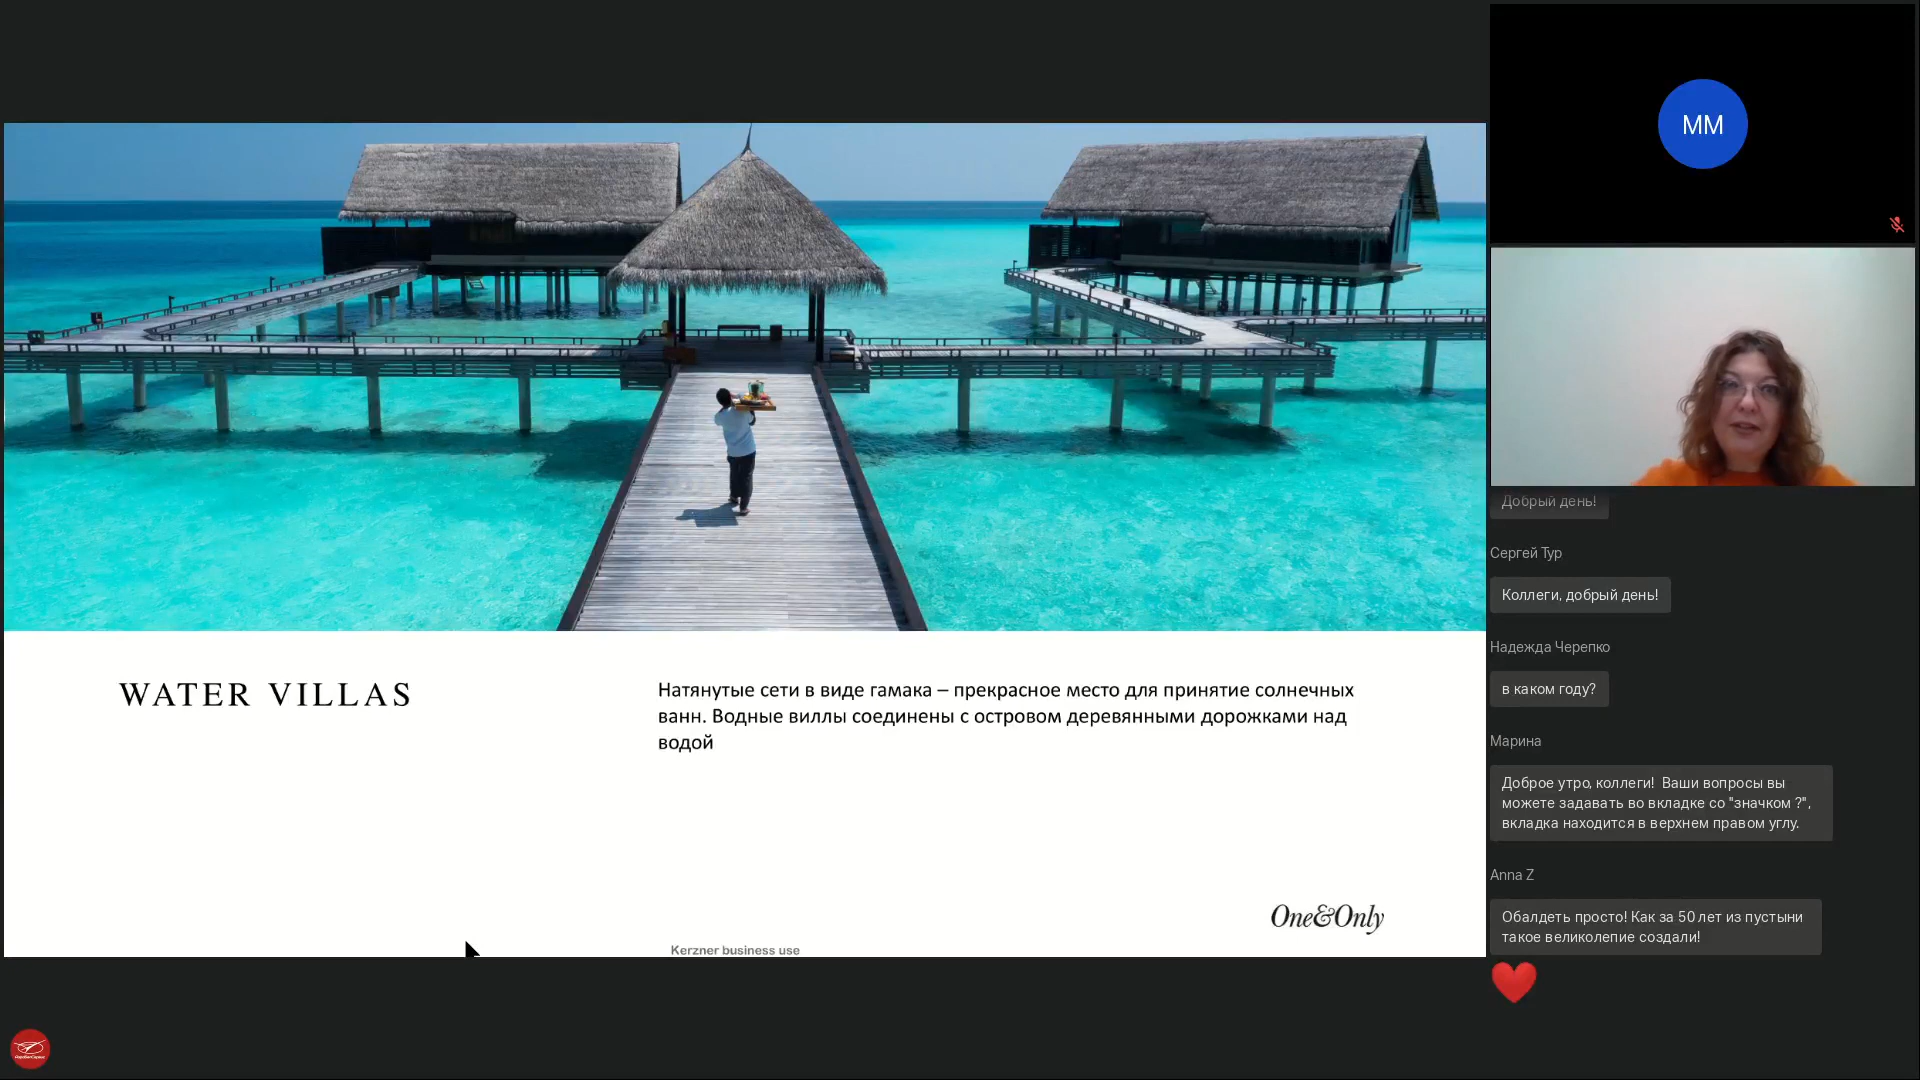 WATER VILLAS
Натянутые сети в виде гамака – прекрасное место для принятие солнечных
ванн. Водные виллы соединены с островом деревянными дорожками над
водой
One&Only
Kerzner business use
MM
Добрый день!
Сергей Тур
Коллеги, добрый день!
Надежда Черепко
в каком году?
Марина
Доброе утро, коллеги!  Ваши вопросы вы
можете задавать во вкладке со "значком ?",
вкладка находится в верхнем правом углу.
Anna Z
Обалдеть просто! Как за 50 лет из пустыни
такое великолепие создали!